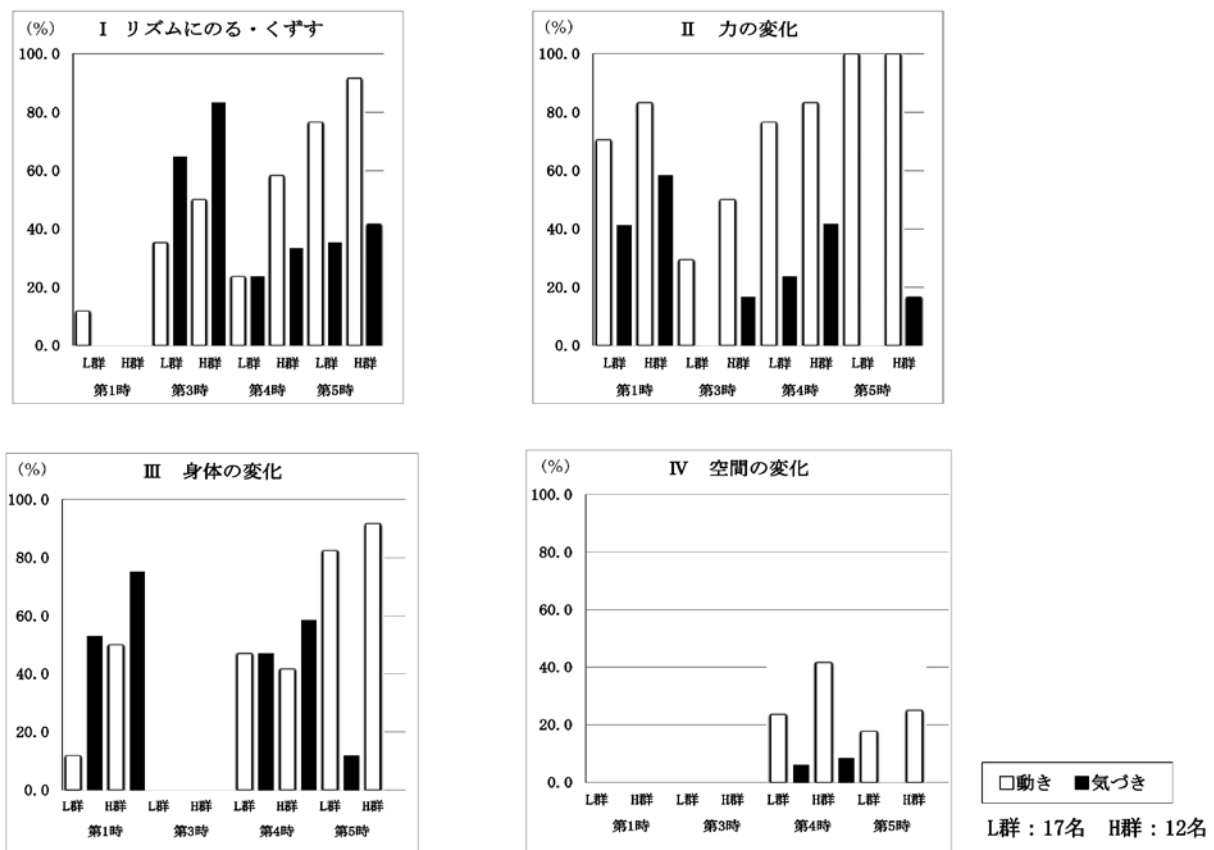 (%) Ⅰ リズムにのる・くずす
100.0
80.0
60.0
40.0
20.0
0.0
L群 H群 L群 H群 L群 H群 L群 H群
第1時 第3時 第4時 第5時
(%) Ⅱ 力の変化
100.0
80.0
60.0
40.0
20.0
0.0
L群 H群 L群 H群 L群 H群 L群 H群
第1時 第3時 第4時 第5時
(%) Ⅲ 身体の変化
100.0
80.0
60.0
40.0
20.0
0.0
L群 H群 L群 H群 L群 H群 L群 H群
第1時 第3時 第4時 第5時
(%) Ⅳ 空間の変化
100.0
80.0
60.0
40.0
20.0
0.0
L群 H群 L群 H群 L群 H群 L群 H群
第1時 第3時 第4時 第5時
□動き ■気づき
L群：17名 H群：12名